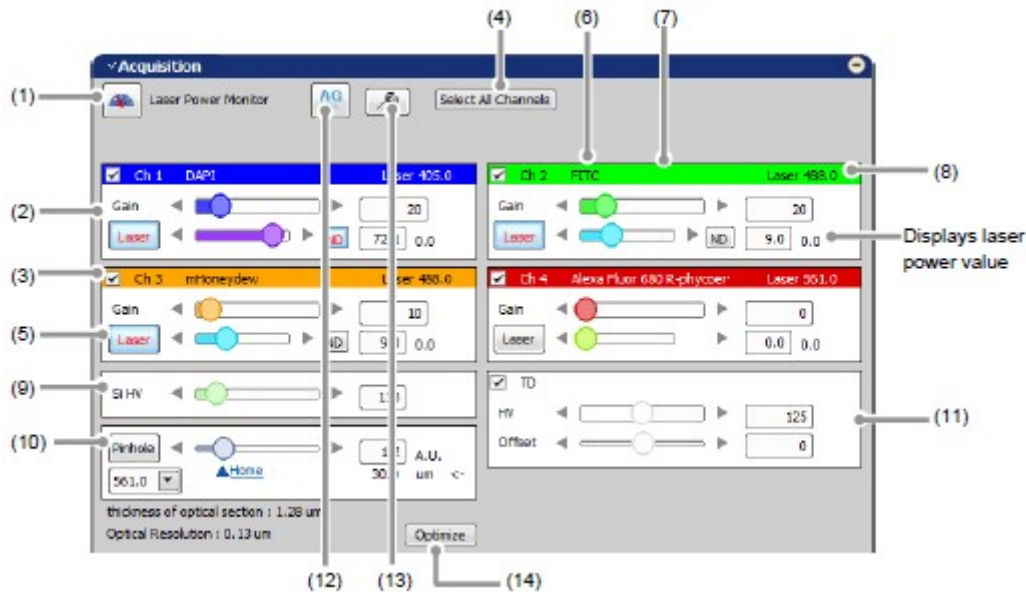 (4) (6) (7)
Acquisition
(1) Laser Power Monitor AG Select All Channels
Ch 1 DAPI Laser 405.0
Ch 2 FITC Laser 488.0 (8)
(2) Gain 20
Gain 20
Laser ND 0.0
Laser ND 9.0 0.0 Displays laser
power value
(3) Ch 3 mHoneydew Laser 488.0
Ch 4 Alexa Fluor 680 R-phycoer Laser 561.0
Gain 10
Gain 0
(5) Laser ND 0.0
Laser 0.0 0.0
(9) Si HV
TD
HV 125 (11)
Offset 0
(10) Pinhole A.U.
Home um <-
561.0
thickness of optical section : 1.28 um
Optical Resolution : 0.13 um Optimize
(12) (13) (14)